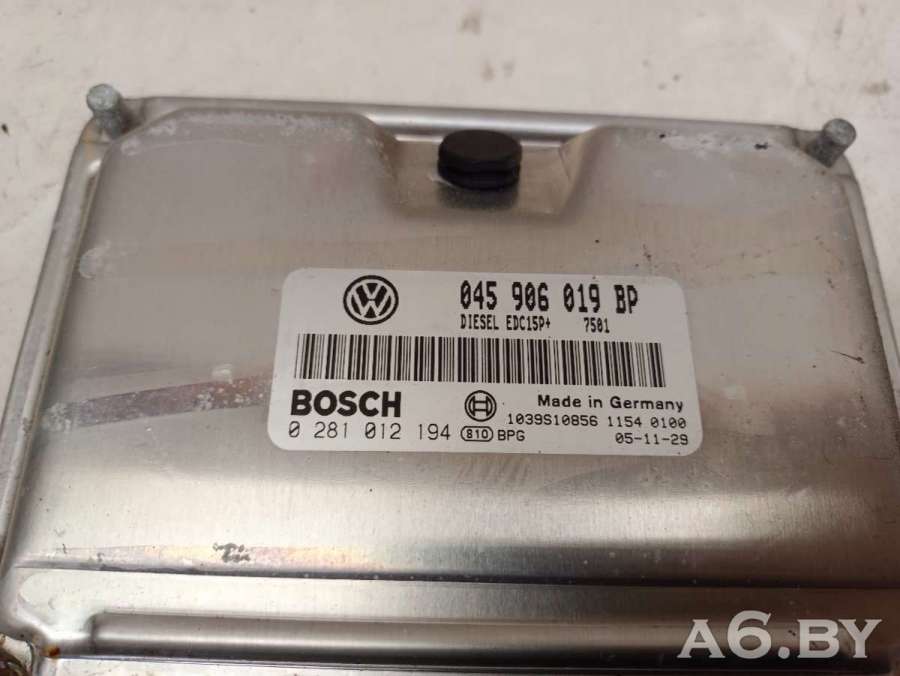 045 906 019 BP
DIESEL EDC15P+ 7501
BOSCH
Made in Germany
0 281 012 194 810 BPG
1039S10856 1154 0100
05-11-29
A6.BY